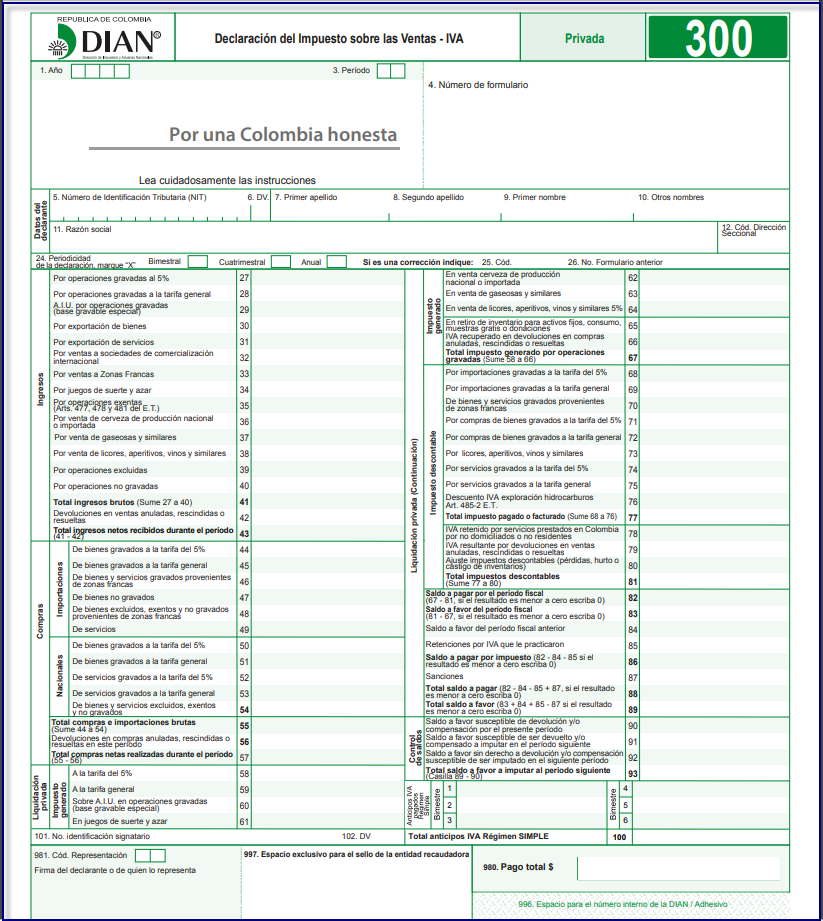 REPUBLICA DE COLOMBIA
DIAN®
Dirección de Impuestos y Aduanas Nacionales
Declaración del Impuesto sobre las Ventas - IVA
Privada
300
1. Año
3. Período
4. Número de formulario
Por una Colombia honesta
Lea cuidadosamente las instrucciones
Datos del declarante
5. Número de Identificación Tributaria (NIT)
6. DV.
7. Primer apellido
8. Segundo apellido
9. Primer nombre
10. Otros nombres
11. Razón social
12. Cód. Dirección
Seccional
24. Periodicidad
de la declaración, marque "X"
Bimestral
Cuatrimestral
Anual
Si es una corrección indique:
25. Cód.
26. No. Formulario anterior
Ingresos
Por operaciones gravadas al 5% 27
Por operaciones gravadas a la tarifa general 28
A.I.U. por operaciones gravadas
(base gravable especial) 29
Por exportación de bienes 30
Por exportación de servicios 31
Por ventas a sociedades de comercialización
internacional 32
Por ventas a Zonas Francas 33
Por juegos de suerte y azar 34
Por operaciones exentas
(Arts. 477, 478 y 481 del E.T.) 35
Por venta de cerveza de producción nacional
o importada 36
Por venta de gaseosas y similares 37
Por venta de licores, aperitivos, vinos y similares 38
Por operaciones excluidas 39
Por operaciones no gravadas 40
Total ingresos brutos (Sume 27 a 40) 41
Devoluciones en ventas anuladas, rescindidas o
resueltas 42
Total ingresos netos recibidos durante el período
(41 - 42) 43
Compras
Importaciones
De bienes gravados a la tarifa del 5% 44
De bienes gravados a la tarifa general 45
De bienes y servicios gravados provenientes
de zonas francas 46
De bienes no gravados 47
De bienes excluidos, exentos y no gravados
provenientes de zonas francas 48
De servicios 49
Nacionales
De bienes gravados a la tarifa del 5% 50
De bienes gravados a la tarifa general 51
De servicios gravados a la tarifa del 5% 52
De servicios gravados a la tarifa general 53
De bienes y servicios excluidos, exentos
y no gravados 54
Total compras e importaciones brutas
(Sume 44 a 54) 55
Devoluciones en compras anuladas, rescindidas o
resueltas en este período 56
Total compras netas realizadas durante el período
(55 - 56) 57
Liquidación privada
Impuesto generado
A la tarifa del 5% 58
A la tarifa general 59
Sobre A.I.U. en operaciones gravadas
(base gravable especial) 60
En juegos de suerte y azar 61
Liquidación privada (Continuación)
Impuesto generado
En venta cerveza de producción
nacional o importada 62
En venta de gaseosas y similares 63
En venta de licores, aperitivos, vinos y similares 5% 64
En retiro de inventario para activos fijos, consumo,
muestras gratis o donaciones 65
IVA recuperado en devoluciones en compras
anuladas, rescindidas o resueltas 66
Total impuesto generado por operaciones
gravadas (Sume 58 a 66) 67
Impuesto descontable
Por importaciones gravadas a la tarifa del 5% 68
Por importaciones gravadas a la tarifa general 69
De bienes y servicios gravados provenientes
de zonas francas 70
Por compras de bienes gravados a la tarifa del 5% 71
Por compras de bienes gravados a la tarifa general 72
Por licores, aperitivos, vinos y similares 73
Por servicios gravados a la tarifa del 5% 74
Por servicios gravados a la tarifa general 75
Descuento IVA exploración hidrocarburos
Art. 485-2 E.T. 76
Total impuesto pagado o facturado (Sume 68 a 76) 77
IVA retenido por servicios prestados en Colombia
por no domiciliados o no residentes 78
IVA resultante por devoluciones en ventas
anuladas, rescindidas o resueltas 79
Ajuste impuestos descontables (pérdidas, hurto o
castigo de inventarios) 80
Total impuestos descontables
(Sume 77 a 80) 81
Saldo a pagar por el período fiscal
(67 - 81, si el resultado es menor a cero escriba 0) 82
Saldo a favor del período fiscal
(81 - 67, si el resultado es menor a cero escriba 0) 83
Saldo a favor del período fiscal anterior 84
Retenciones por IVA que le practicaron 85
Saldo a pagar por impuesto (82 - 84 - 85 si el
resultado es menor a cero escriba 0) 86
Sanciones 87
Total saldo a pagar (82 - 84 - 85 + 87, si el resultado
es menor a cero escriba 0) 88
Total saldo a favor (83 + 84 + 85 - 87 si el resultado
es menor a cero escriba 0) 89
Control de saldos
Saldo a favor susceptible de devolución y/o
compensación por el presente período 90
Saldo a favor susceptible de ser devuelto y/o
compensado a imputar en el período siguiente 91
Saldo a favor sin derecho a devolución y/o compensación
susceptible de ser imputado en el siguiente período 92
Total saldo a favor a imputar al período siguiente
(Casilla 89 - 90) 93
Anticipos IVA pagados Régimen Simple
Bimestre
1
2
3
Bimestre
4
5
6
101. No. identificación signatario
102. DV
Total anticipos IVA Régimen SIMPLE 100
981. Cód. Representación
Firma del declarante o de quien lo representa
997. Espacio exclusivo para el sello de la entidad recaudadora
980. Pago total $
996. Espacio para el número interno de la DIAN / Adhesivo